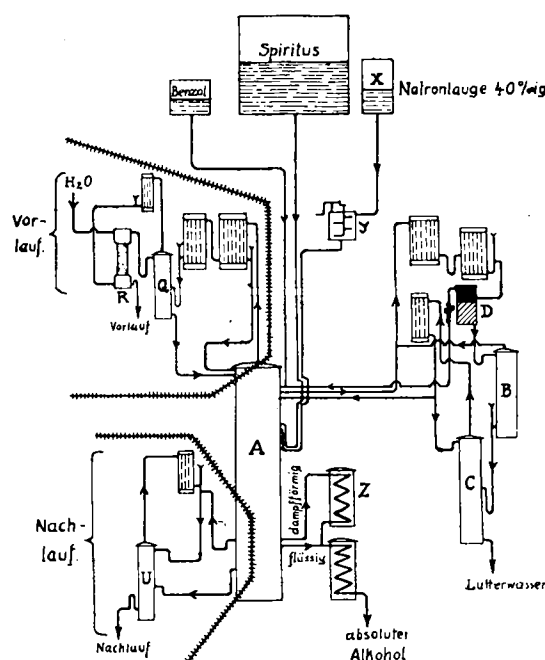 Spiritus
Benzol
X
Natronlauge 40%ig
H₂O
Vor-
lauf.
R
Vorlauf
Q
Y
D
B
A
C
Z
dampfförmig
flüssig
Nach-
lauf.
U
Nachlauf
absoluter
Alkohol
Lutterwasser